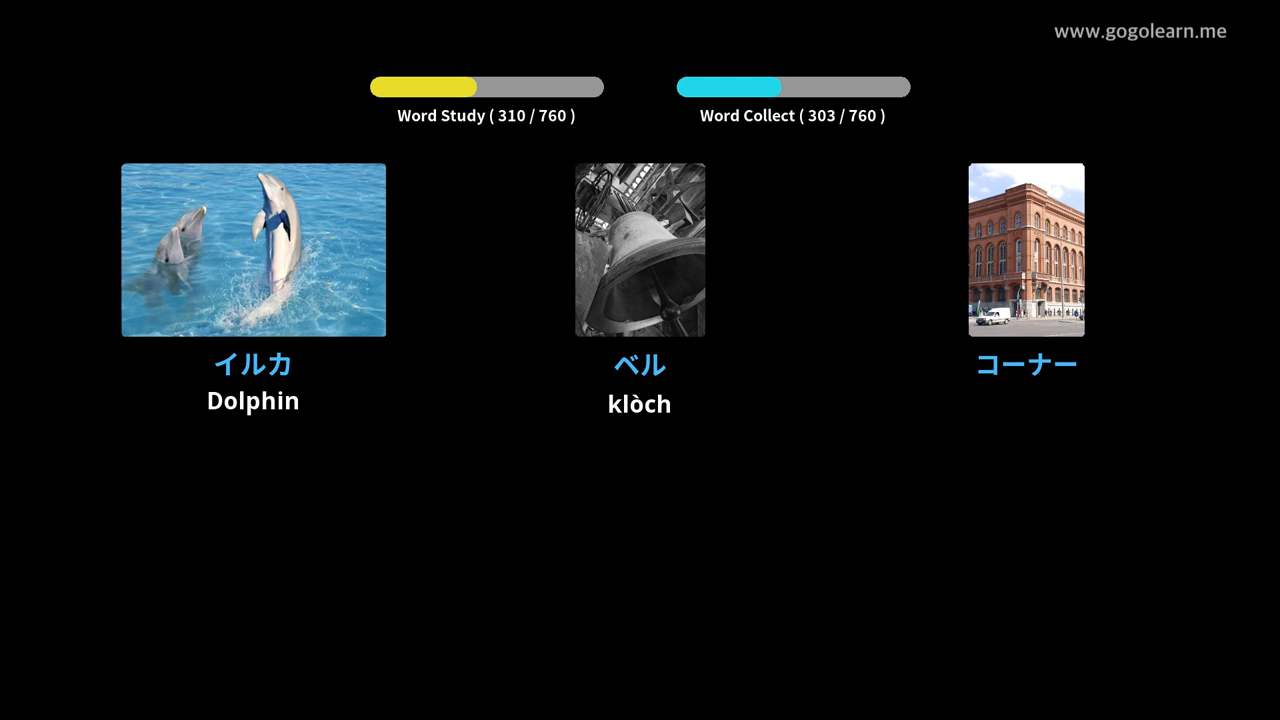 www.gogolearn.me
Word Study ( 310 / 760 )
Word Collect ( 303 / 760 )
イルカ
Dolphin
ベル
klòch
コーナー